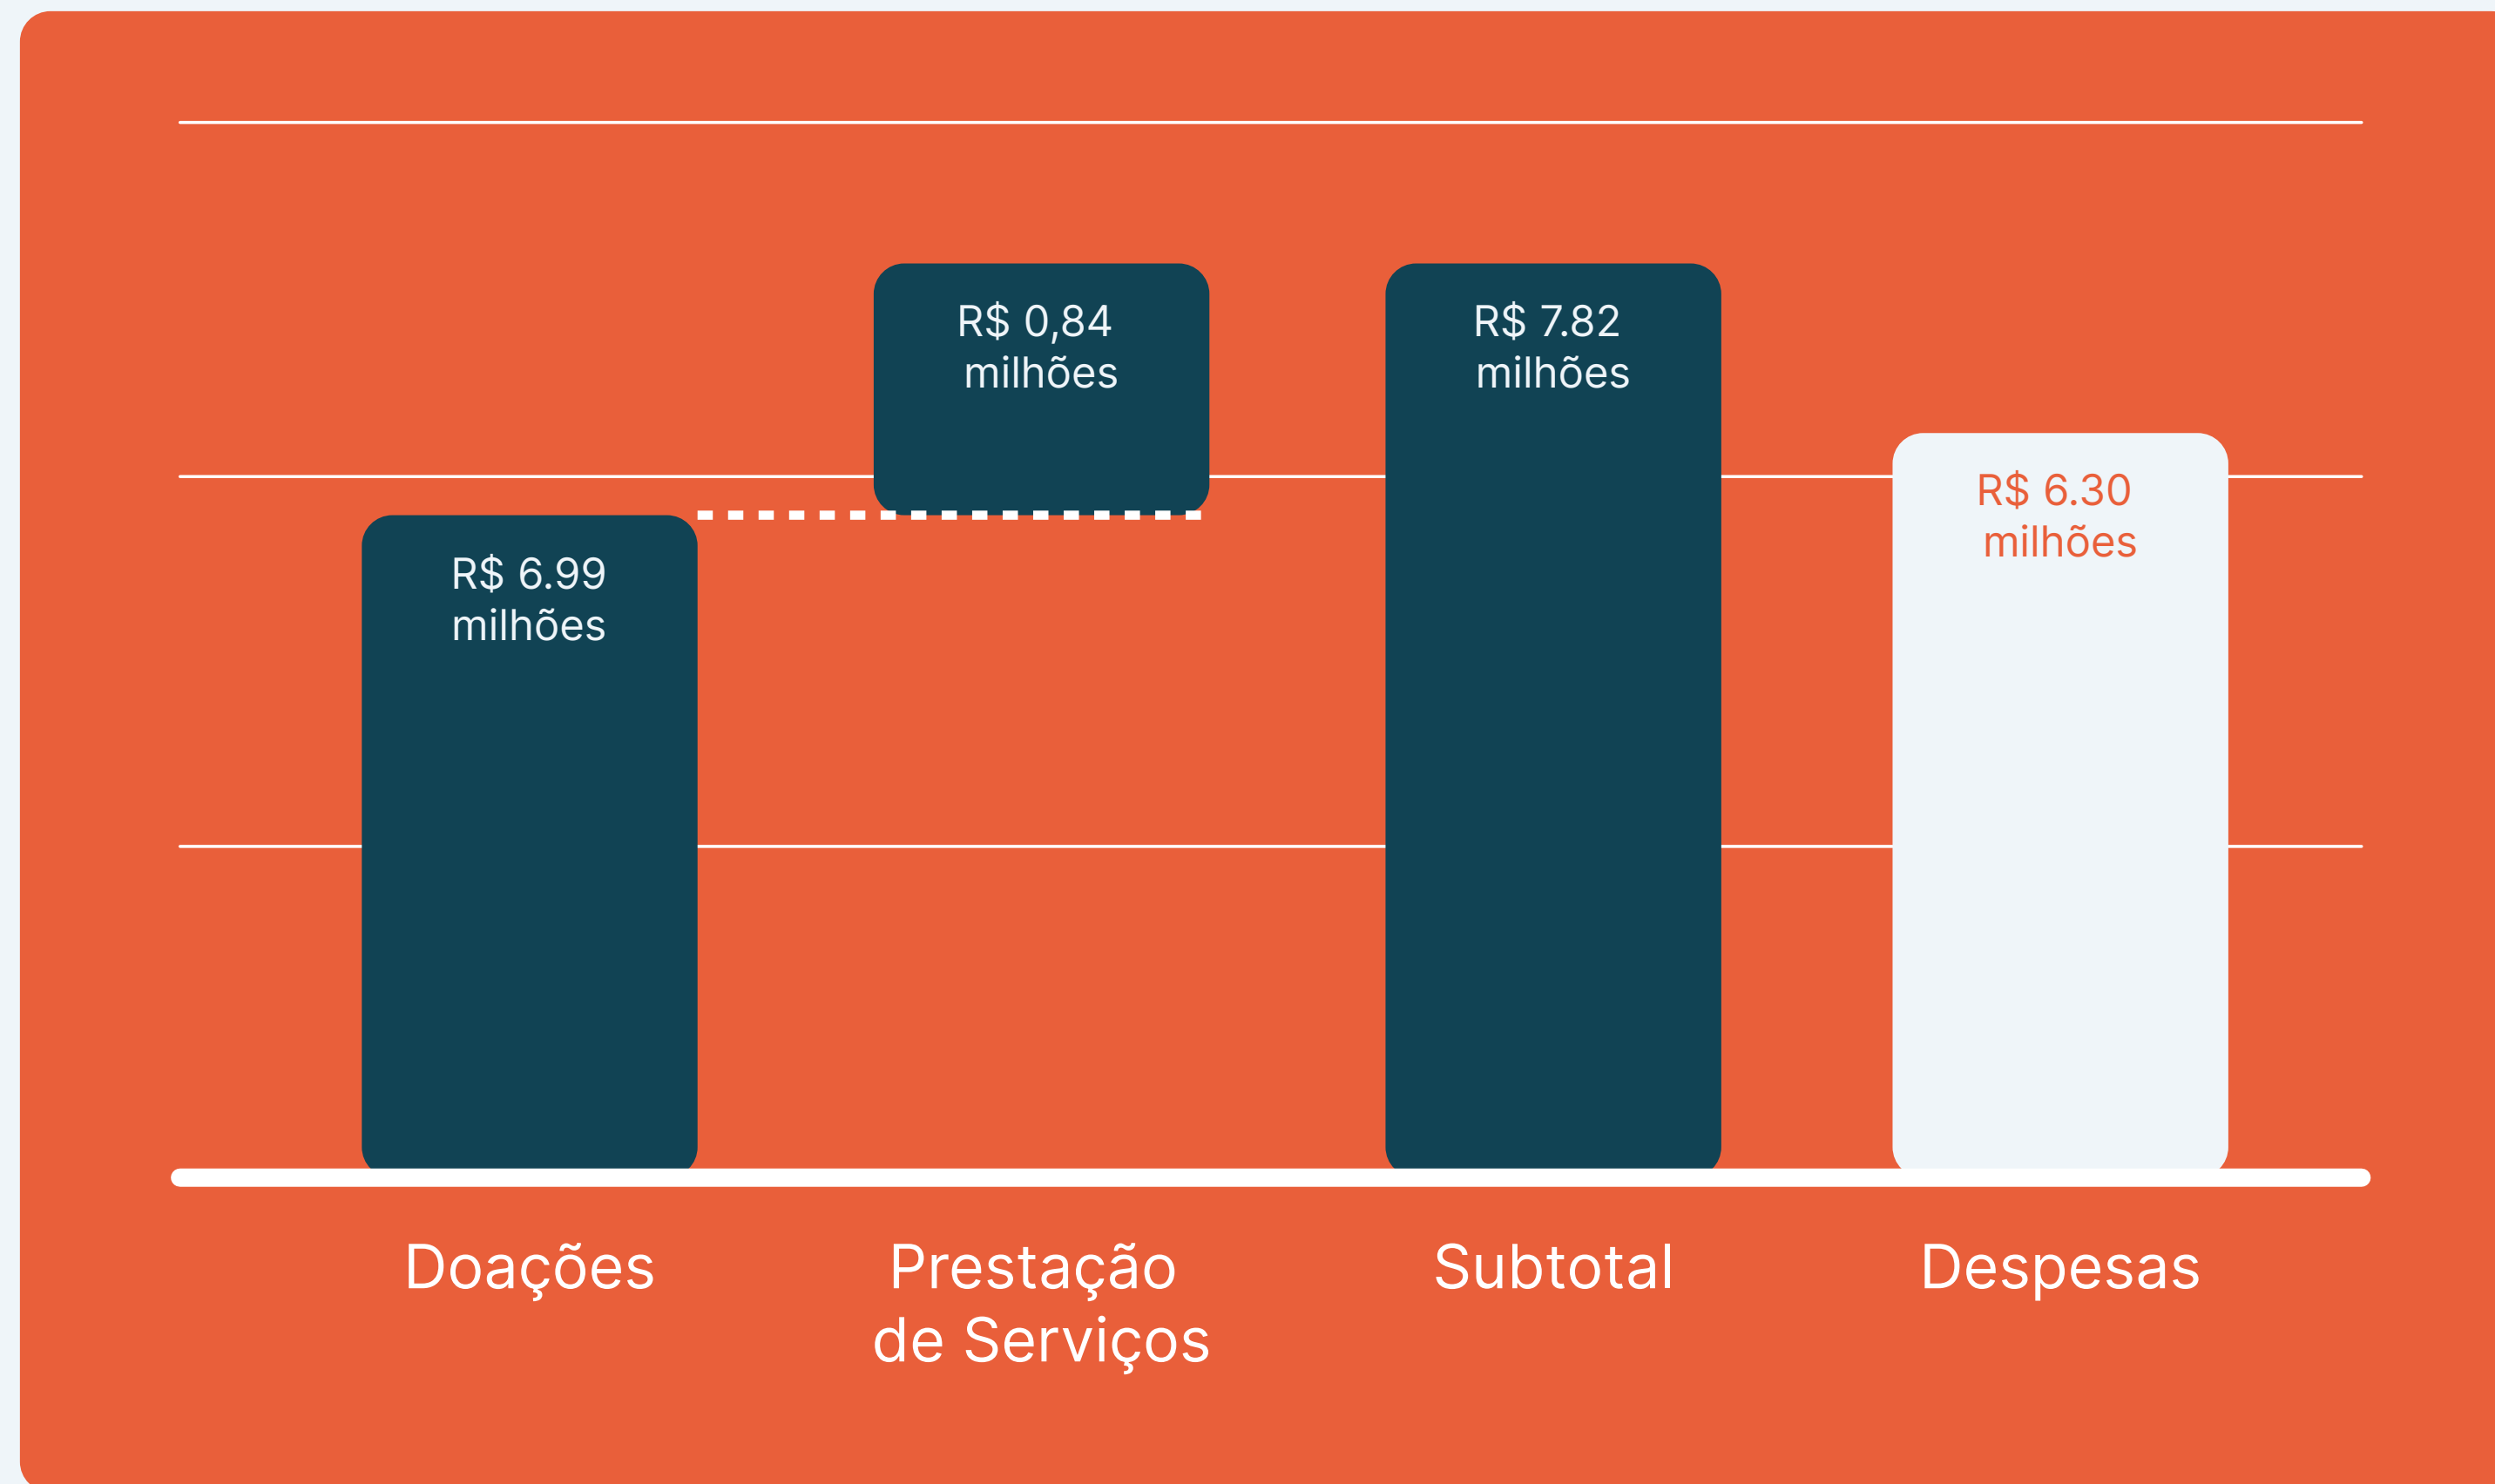 R$ 0,84
milhões
R$ 7.82
milhões
R$ 6.30
milhões
R$ 6.99
milhões
Doações
Prestação
de Serviços
Subtotal
Despesas